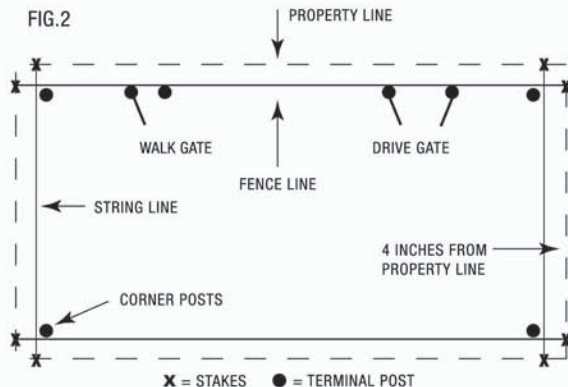 FIG.2
PROPERTY LINE
WALK GATE
DRIVE GATE
FENCE LINE
STRING LINE
4 INCHES FROM
PROPERTY LINE
CORNER POSTS
X = STAKES ● = TERMINAL POST